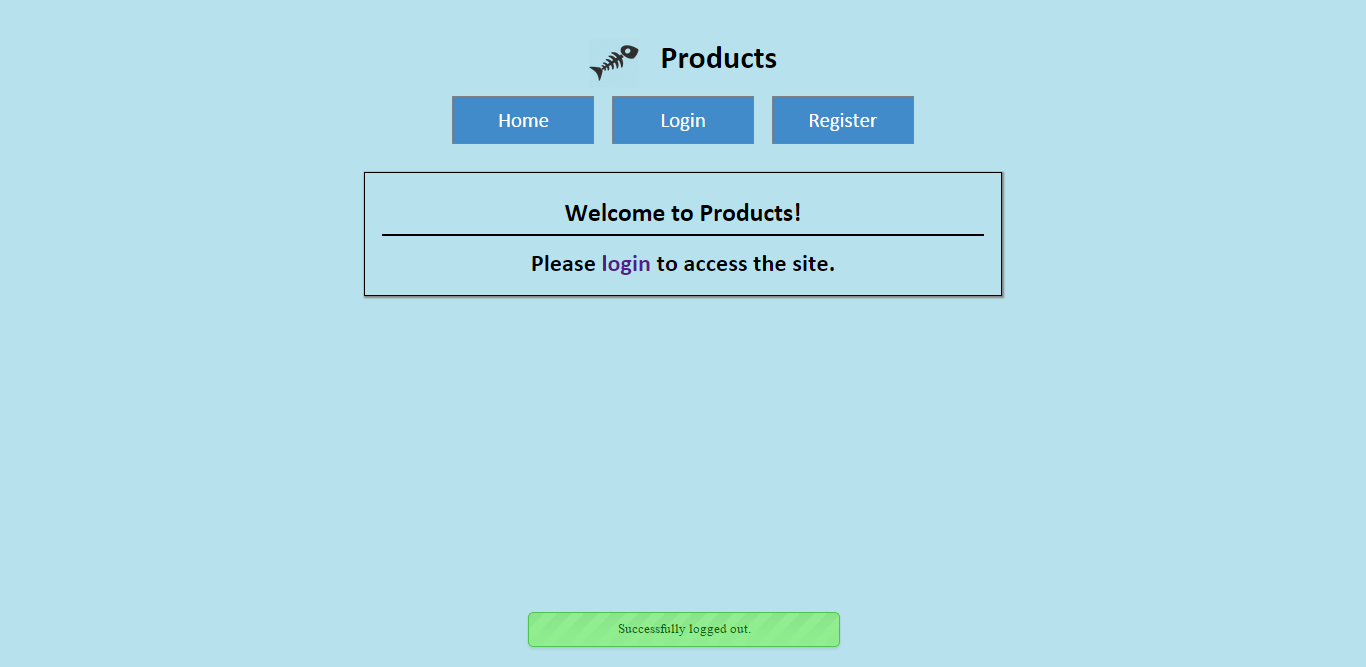 Products
Home Login Register
Welcome to Products!
Please login to access the site.
Successfully logged out.